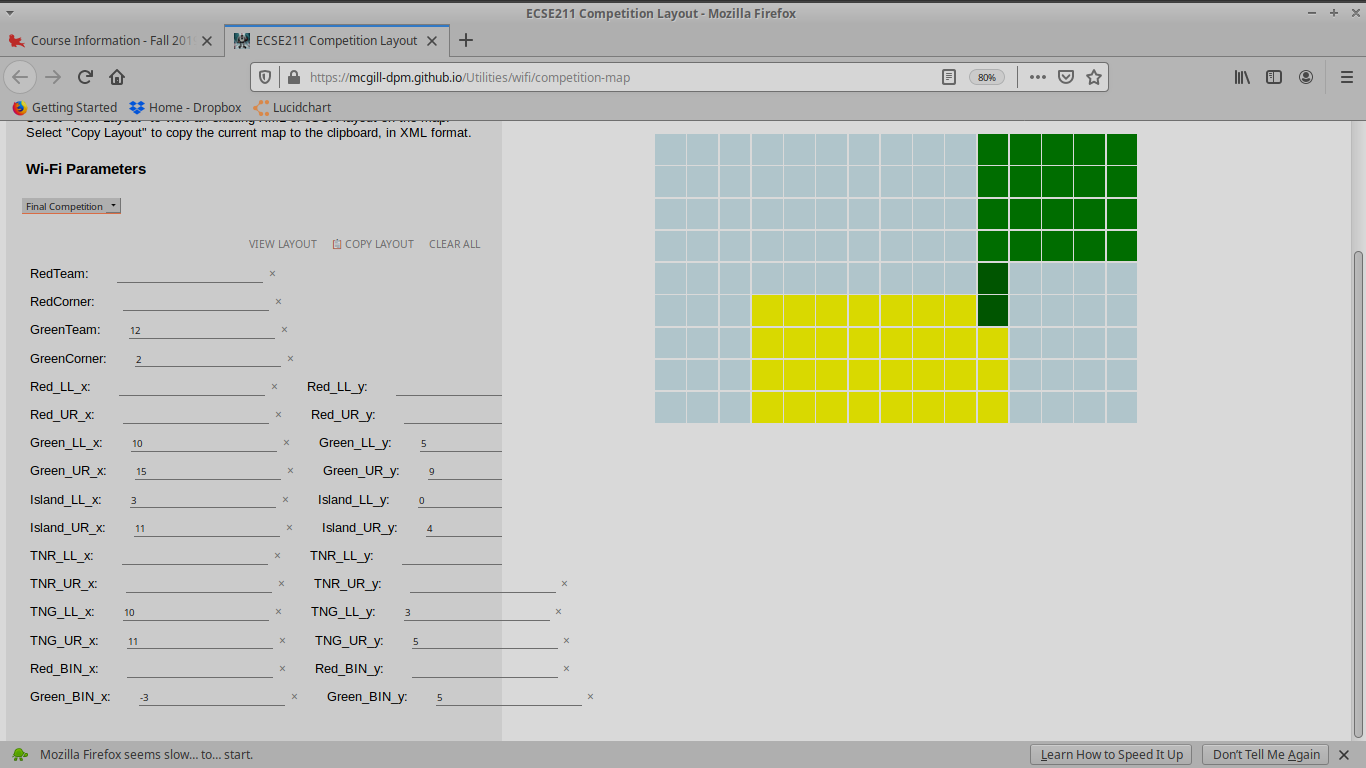 ECSE211 Competition Layout - Mozilla Firefox
Course Information - Fall 201
ECSE211 Competition Layout
https://mcgill-dpm.github.io/Utilities/wifi/competition-map
80%
Getting Started
Home - Dropbox
Lucidchart
Select "View Layout" to view an existing XML or JSON layout on the map.
Select "Copy Layout" to copy the current map to the clipboard, in XML format.
Wi-Fi Parameters
Final Competition
VIEW LAYOUT COPY LAYOUT CLEAR ALL
RedTeam: ×
RedCorner: ×
GreenTeam: 12 ×
GreenCorner: 2 ×
Red_LL_x: × Red_LL_y:
Red_UR_x: × Red_UR_y:
Green_LL_x: 10 × Green_LL_y: 5
Green_UR_x: 15 × Green_UR_y: 9
Island_LL_x: 3 × Island_LL_y: 0
Island_UR_x: 11 × Island_UR_y: 4
TNR_LL_x: × TNR_LL_y:
TNR_UR_x: × TNR_UR_y: ×
TNG_LL_x: 10 × TNG_LL_y: 3 ×
TNG_UR_x: 11 × TNG_UR_y: 5 ×
Red_BIN_x: × Red_BIN_y: ×
Green_BIN_x: -3 × Green_BIN_y: 5 ×
Mozilla Firefox seems slow... to... start.
Learn How to Speed It Up
Don't Tell Me Again